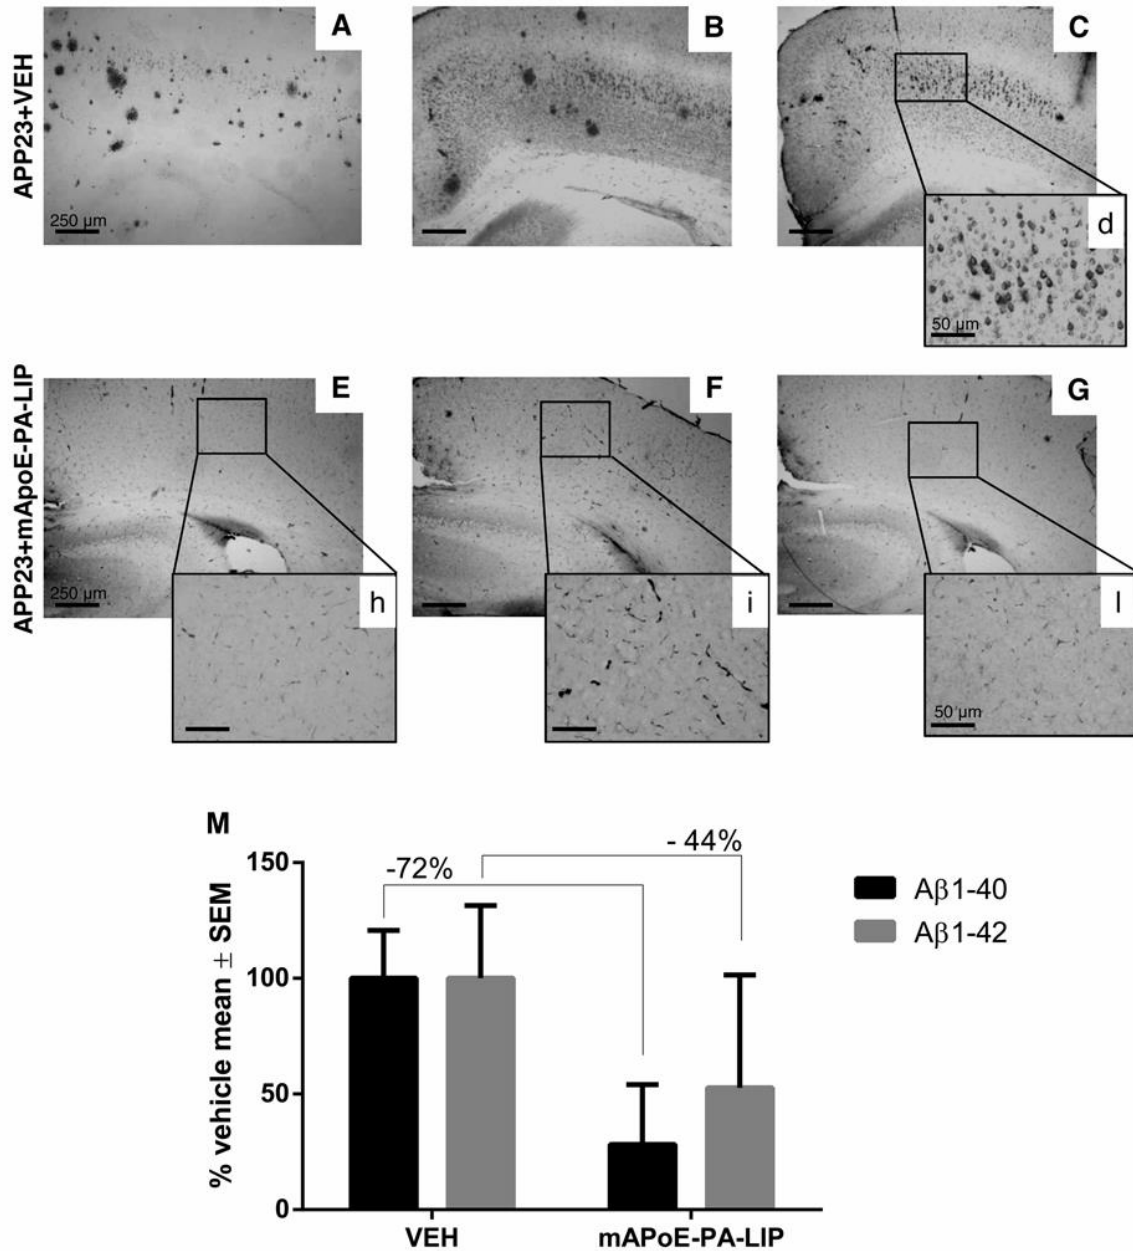 APP23+VEH
A
B
C
250 µm
d
50 µm
APP23+mApoE-PA-LIP
E
F
G
250 µm
h
i
l
50 µm
M
% vehicle mean ± SEM
150
100
50
0
-72%
- 44%
Aβ1-40
Aβ1-42
VEH
mAPoE-PA-LIP